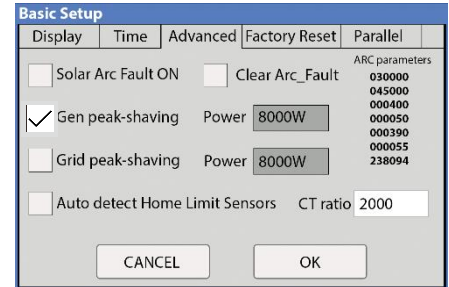 Basic Setup
Display Time Advanced Factory Reset Parallel
ARC parameters
Solar Arc Fault ON Clear Arc_Fault
030000
045000
000400
000050
000390
000055
238094
Gen peak-shaving Power 8000W
Grid peak-shaving Power 8000W
Auto detect Home Limit Sensors CT ratio 2000
CANCEL OK